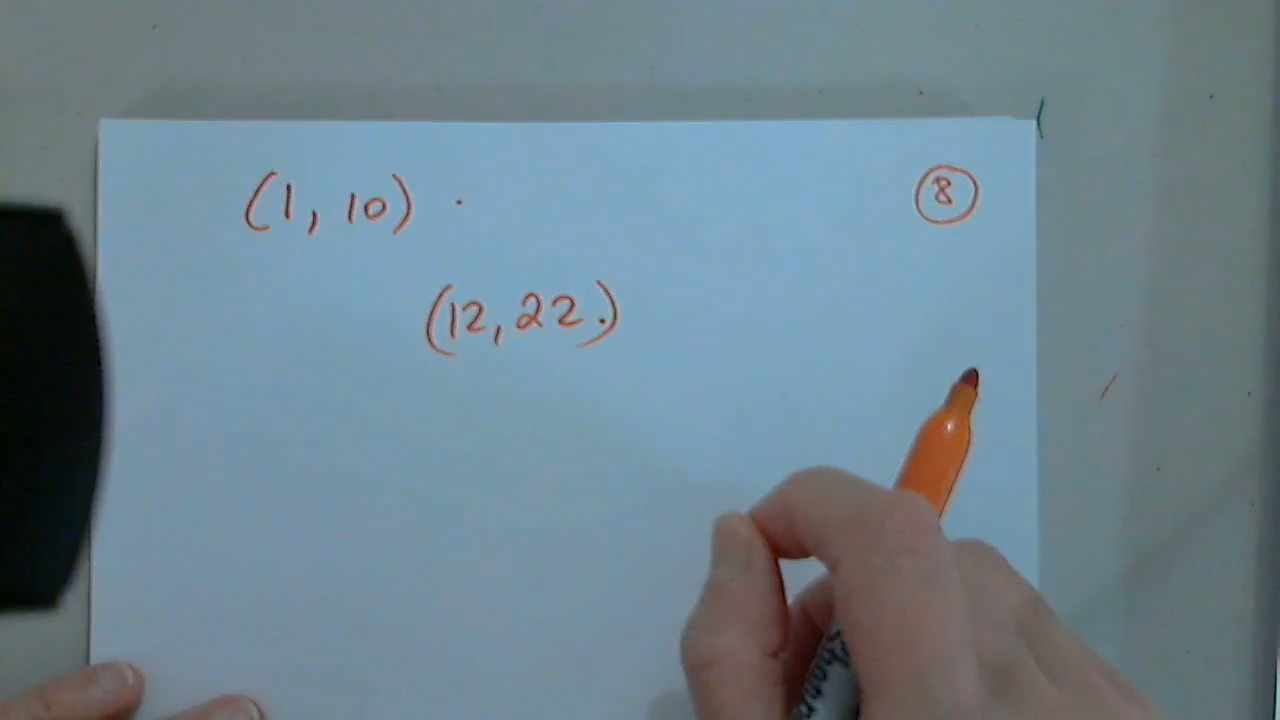 (1, 10) . 8
(12, 22.)